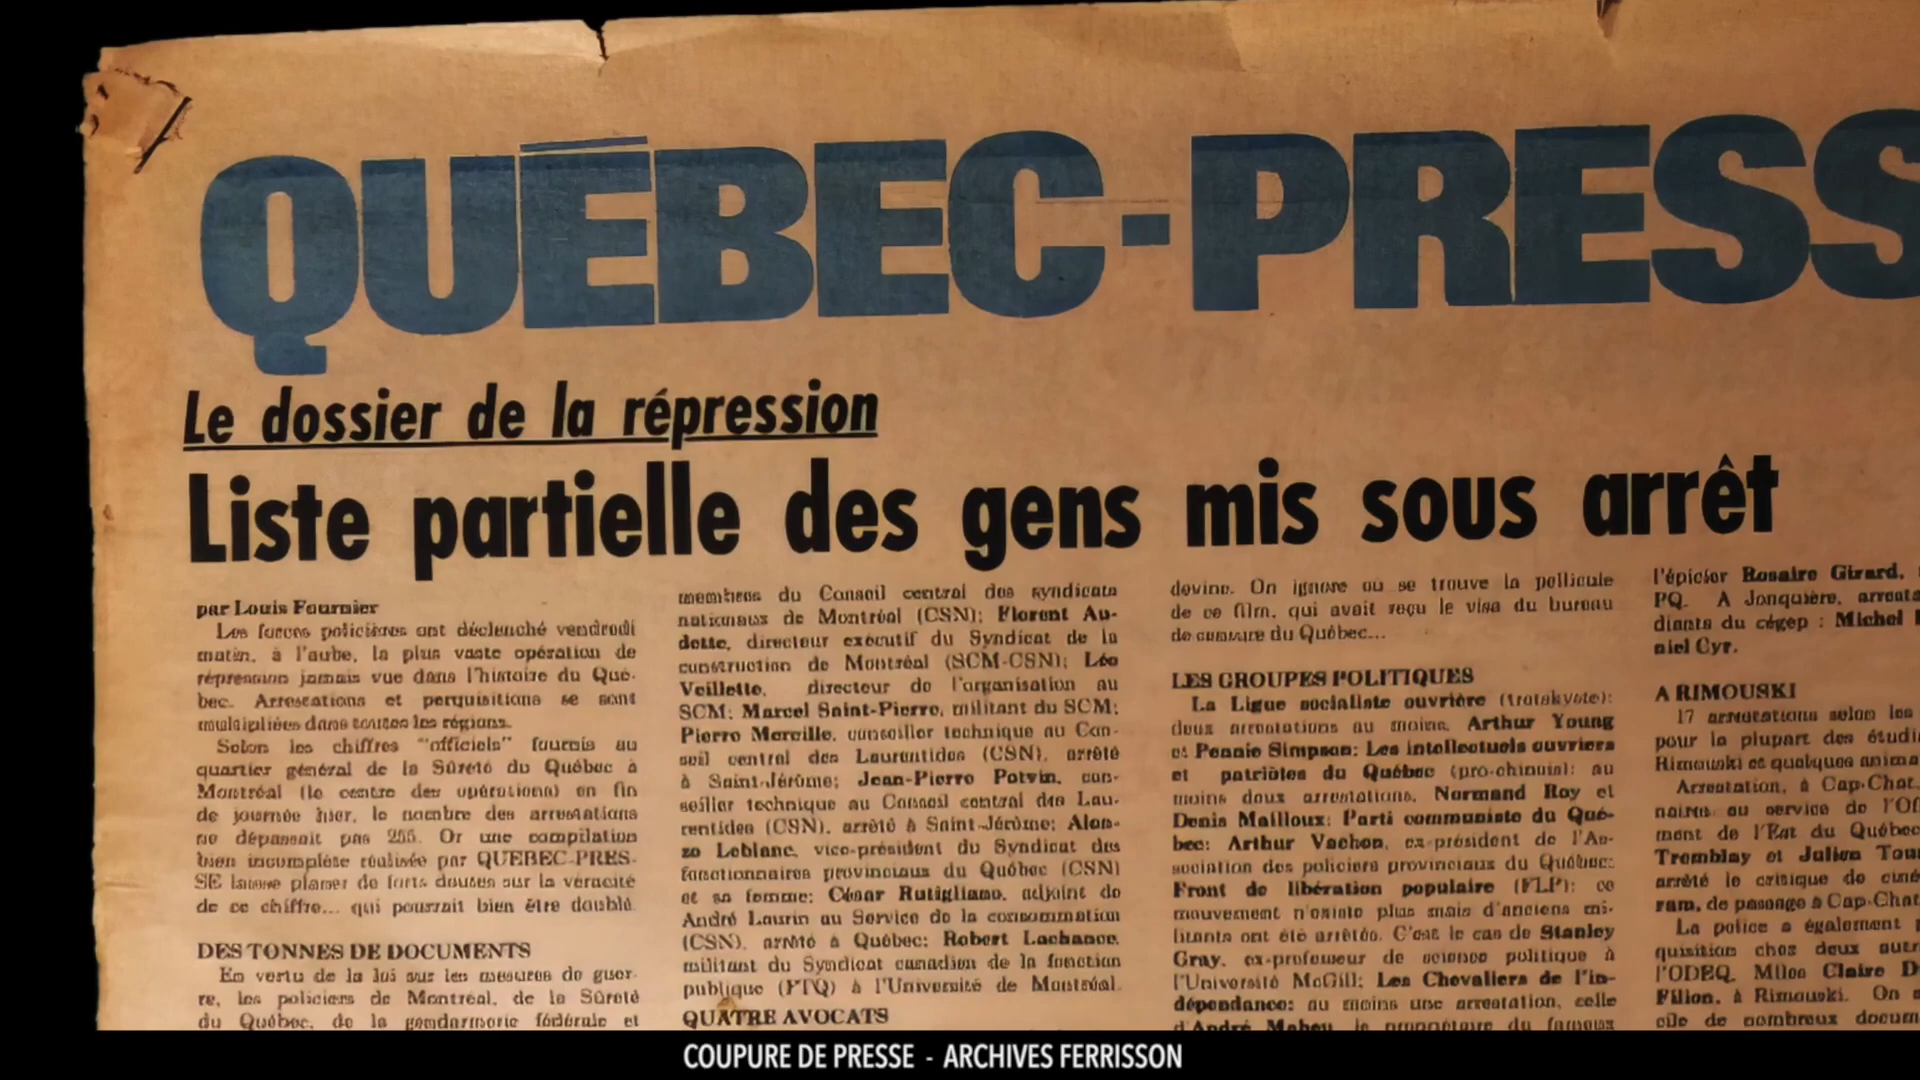 QUÉBEC-PRESS
Le dossier de la répression
Liste partielle des gens mis sous arrêt
par Louis Fournier
Les forces policières ont déclenché vendredi
matin, à l'aube, la plus vaste opération de
répression jamais vue dans l'histoire du Qué-
bec. Arrestations et perquisitions se sont
multipliées dans toutes les régions.
Selon les chiffres "officiels" fournis au
quartier général de la Sûreté du Québec à
Montréal (le centre des opérations) en fin
de journée hier, le nombre des arrestations
ne dépassait pas 255. Or une compilation
bien incomplète réalisée par QUEBEC-PRES-
SE laisse planer de forts doutes sur la véracité
de ce chiffre... qui pourrait bien être doublé.
DES TONNES DE DOCUMENTS
En vertu de la loi sur les mesures de guer-
re, les policiers de Montréal, de la Sûreté
du Québec, de la gendarmerie fédérale et
membres du Conseil central des syndicats
nationaux de Montréal (CSN); Florent Au-
dette, directeur exécutif du Syndicat de la
construction de Montréal (SCM-CSN); Léo
Veillette, directeur de l'organisation au
SCM; Marcel Saint-Pierre, militant du SCM;
Pierre Marcille, conseiller technique au Con-
seil central des Laurentides (CSN), arrêté
à Saint-Jérôme; Jean-Pierre Potvin, con-
seiller technique au Conseil central des Lau-
rentides (CSN), arrêté à Saint-Jérôme; Alon-
zo Leblanc, vice-président du Syndicat des
fonctionnaires provinciaux du Québec (CSN)
et sa femme; César Rutigliano, adjoint de
André Laurin au Service de la consommation
(CSN), arrêté à Québec; Robert Lachance,
militant du Syndicat canadien de la fonction
publique (FTQ) à l'Université de Montréal.
QUATRE AVOCATS
devine. On ignore ou se trouve la pellicule
de ce film, qui avait reçu le visa du bureau
de censure du Québec...
LES GROUPES POLITIQUES
La Ligue socialiste ouvrière (trotskyste):
deux arrestations au moins, Arthur Young
et Pennie Simpson; Les intellectuels ouvriers
et patriotes du Québec (pro-chinois): au
moins deux arrestations, Normand Roy et
Denis Mailloux; Parti communiste du Qué-
bec: Arthur Vachon, ex-président de l'As-
sociation des policiers provinciaux du Québec;
Front de libération populaire (FLP): ce
mouvement n'existe plus mais d'anciens mi-
litants ont été arrêtés. C'est le cas de Stanley
Gray, ex-professeur de science politique à
l'Université McGill; Les Chevaliers de l'in-
dépendance: au moins une arrestation, celle
d'André Maheu, le propriétaire du fameux
l'épicier Rosaire Girard,
PQ. A Jonquière,
diants du cégep : Michel
niel Cyr.
A RIMOUSKI
17 arrestations selon les
pour la plupart des étudi
Rimouski et quelques anima
Arrestation, à Cap-Chat,
naires au service de l'Of
ment de l'Est du Québec
Tremblay et Julien
arrêté le critique de
ram, de passage à Cap-Chat
La police a également
quisition chez deux
l'ODEQ, Mlles Claire D
Filion, à Rimouski. On
de nombreux docum
COUPURE DE PRESSE - ARCHIVES FERRISSON